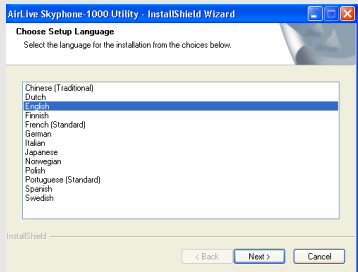 AirLive Skyphone-1000 Utility - InstallShield Wizard
Choose Setup Language
Select the language for the installation from the choices below.
Chinese (Traditional)
Dutch
English
Finnish
French (Standard)
German
Italian
Japanese
Norwegian
Polish
Portuguese (Standard)
Spanish
Swedish
InstallShield
< Back
Next >
Cancel